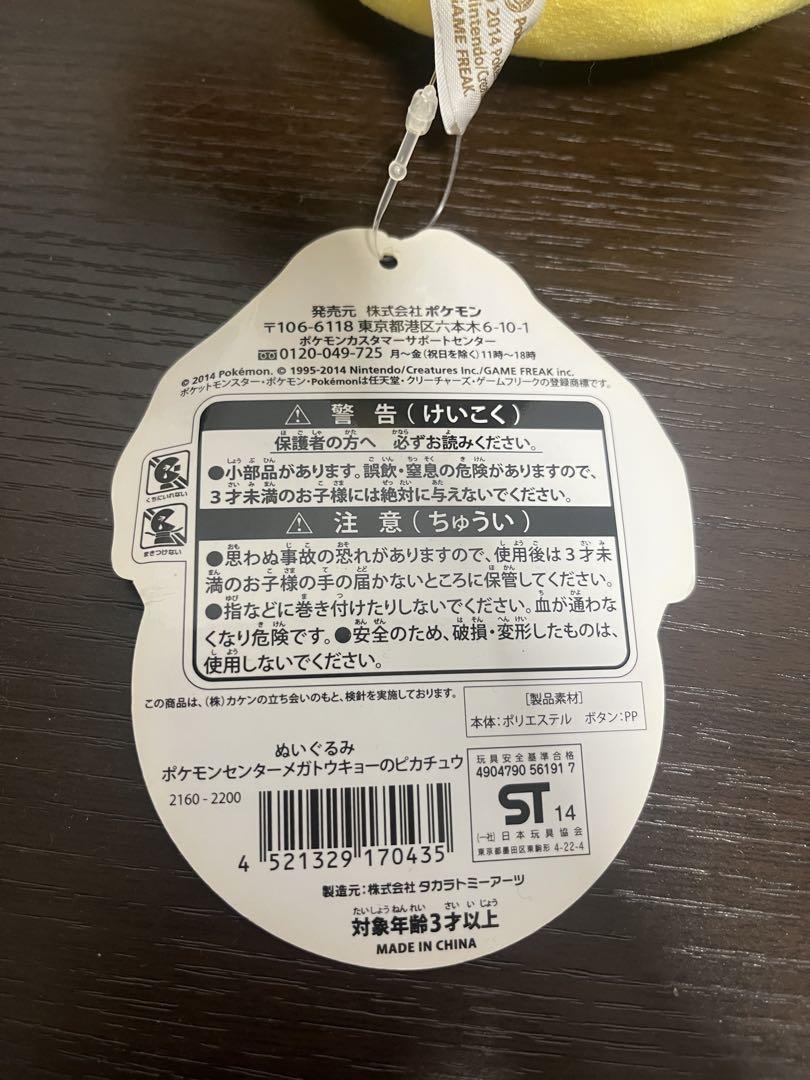 © 2014 Pok
Nintendo/Crea
GAME FREAK
発売元 株式会社 ポケモン
〒106-6118 東京都港区六本木6-10-1
ポケモンカスタマーサポートセンター
0120-049-725 月〜金(祝日を除く)11時〜18時
© 2014 Pokémon. © 1995-2014 Nintendo/Creatures Inc./GAME FREAK inc.
ポケットモンスター・ポケモン・Pokémonは任天堂・クリーチャーズ・ゲームフリークの登録商標です。
⚠ 警 告 (けいこく)
保護者の方へ 必ずお読みください。
くちにいれない
●小部品があります。誤飲・窒息の危険がありますので、
3才未満のお子様には絶対に与えないでください。
⚠ 注 意 (ちゅうい)
まきつけない
●思わぬ事故の恐れがありますので、使用後は3才未
満のお子様の手の届かないところに保管してください。
●指などに巻き付けたりしないでください。血が通わな
くなり危険です。●安全のため、破損・変形したものは、
使用しないでください。
この商品は、(株)カケンの立ち会いのもと、検針を実施しております。
[製品素材]
本体:ポリエステル ボタン:PP
ぬいぐるみ
ポケモンセンターメガトウキョーのピカチュウ
2160-2200
4 521329 170435
玩具安全基準合格
4904790 56191 7
ST 14
(一社)日本玩具協会
東京都墨田区東駒形 4-22-4
製造元:株式会社 タカラトミーアーツ
対象年齢3才以上
MADE IN CHINA